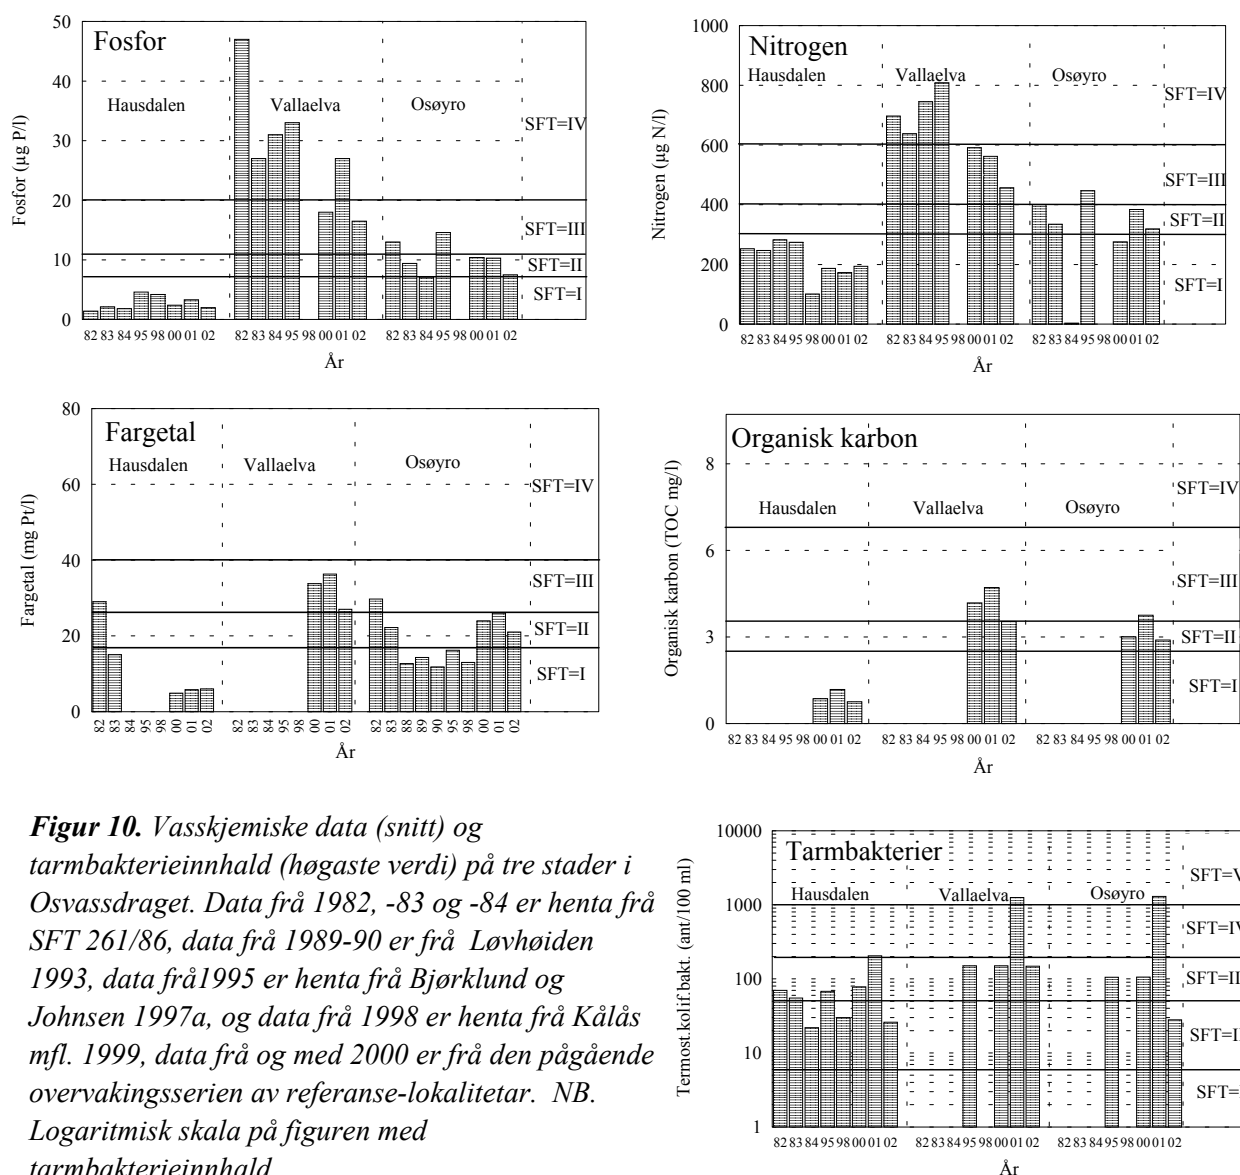 Fosfor
Fosfor (µg P/l)
50
40
30
20
10
0
Hausdalen
Vallaelva
Osøyro
SFT=IV
SFT=III
SFT=II
SFT=I
82 83 84 95 98 00 01 02
82 83 84 95 98 00 01 02
82 83 84 95 98 00 01 02
År
Nitrogen
Nitrogen (µg N/l)
1000
800
600
400
200
0
Hausdalen
Vallaelva
Osøyro
SFT=IV
SFT=III
SFT=II
SFT=I
82 83 84 95 98 00 01 02
82 83 84 95 98 00 01 02
82 83 84 95 98 00 01 02
År
Fargetal
Fargetal (mg Pt/l)
80
60
40
20
0
Hausdalen
Vallaelva
Osøyro
SFT=IV
SFT=III
SFT=II
SFT=I
82 83 84 95 98 00 01 02
82 83 84 95 98 00 01 02
82 83 88 89 90 95 98 00 01 02
År
Organisk karbon
Organisk karbon (TOC mg/l)
8
6
3
0
Hausdalen
Vallaelva
Osøyro
SFT=IV
SFT=III
SFT=II
SFT=I
82 83 84 95 98 00 01 02
82 83 84 95 98 00 01 02
82 83 84 95 98 00 01 02
År
Figur 10. Vasskjemiske data (snitt) og
tarmbakterieinnhald (høgaste verdi) på tre stader i
Osvassdraget. Data frå 1982, -83 og -84 er henta frå
SFT 261/86, data frå 1989-90 er frå Løvhøiden
1993, data frå1995 er henta frå Bjørklund og
Johnsen 1997a, og data frå 1998 er henta frå Kålås
mfl. 1999, data frå og med 2000 er frå den pågående
overvakingsserien av referanse-lokalitetar. NB.
Logaritmisk skala på figuren med
tarmbakterieinnhald
Tarmbakterier
Termost.kolif.bakt. (ant/100 ml)
10000
1000
100
10
1
Hausdalen
Vallaelva
Osøyro
SFT=V
SFT=IV
SFT=II
SFT=II
SFT=
82 83 84 95 98 00 01 02
82 83 84 95 98 00 01 02
82 83 84 95 98 00 01 02
År